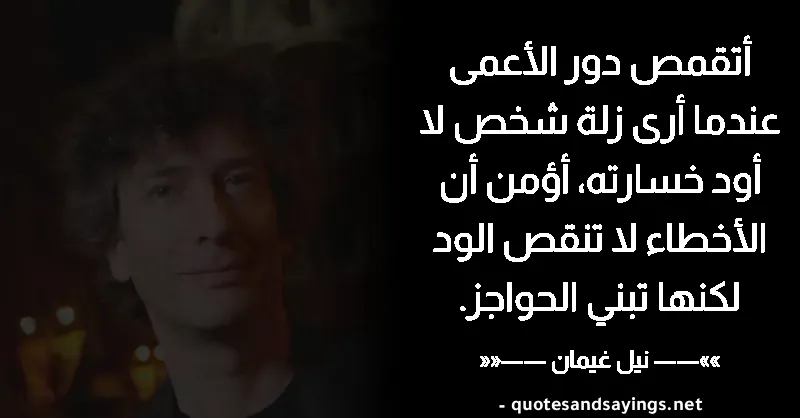 أتقمص دور الأعمى
عندما أرى زلة شخص لا
أود خسارته، أؤمن أن
الأخطاء لا تنقص الود
لكنها تبني الحواجز.
»»—— نيل غيمان ——««
- quotesandsayings.net